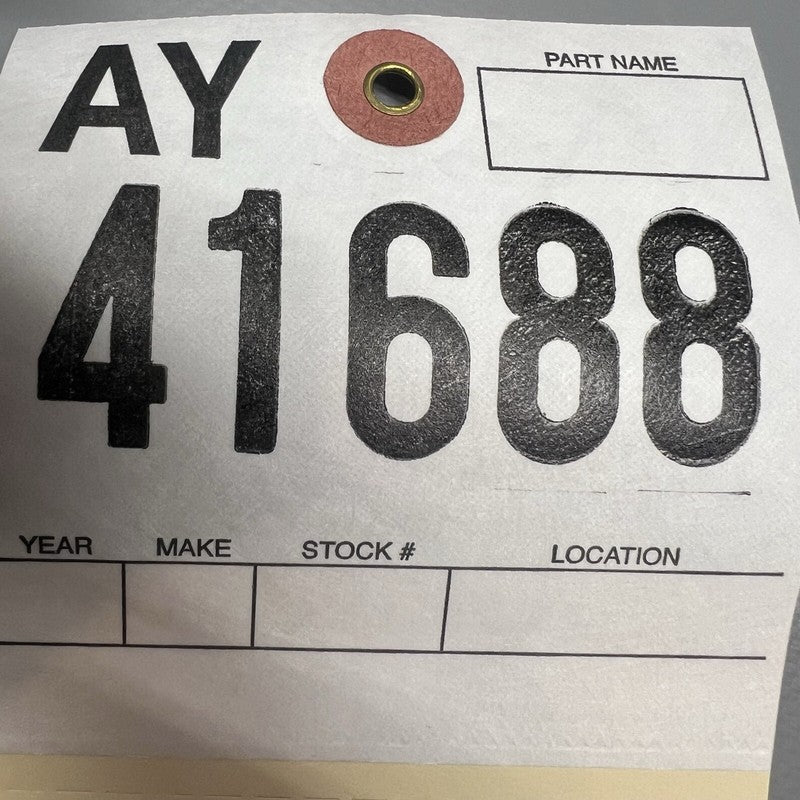 AY
PART NAME
41688
YEAR MAKE STOCK # LOCATION